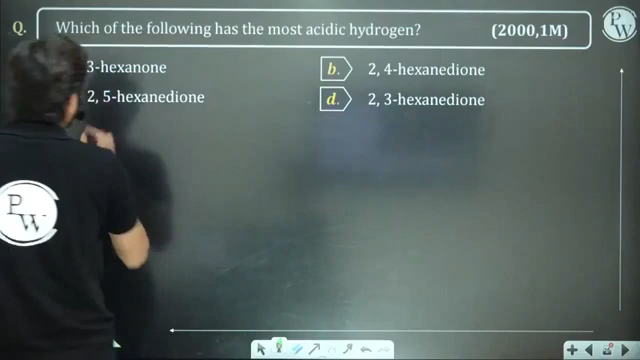 Q. Which of the following has the most acidic hydrogen? (2000,1M)
PW
3-hexanone
b. 2, 4-hexanedione
2, 5-hexanedione
d. 2, 3-hexanedione
PW